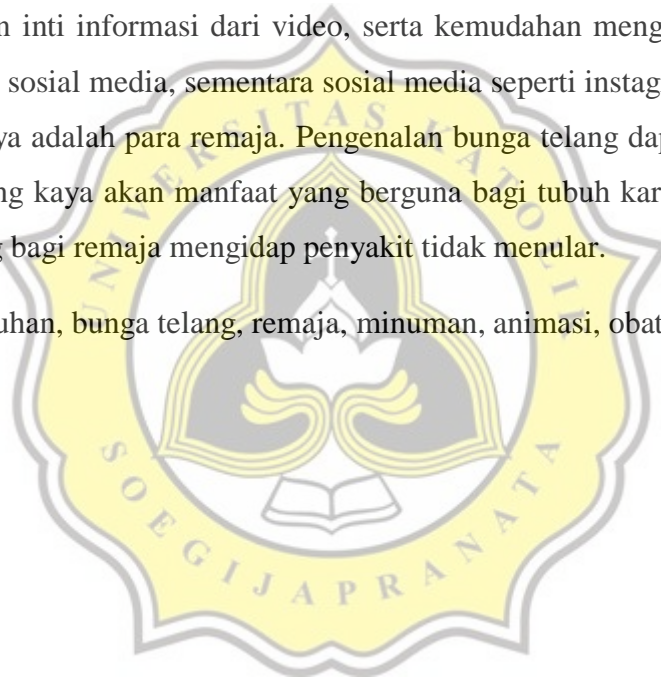 n inti informasi dari video, serta kemudahan meng
sosial media, sementara sosial media seperti instag
ya adalah para remaja. Pengenalan bunga telang dap
ng kaya akan manfaat yang berguna bagi tubuh kar
g bagi remaja mengidap penyakit tidak menular.
uhan, bunga telang, remaja, minuman, animasi, obat
UNIVERSITAS KATOLIK
SOEGIJAPRANATA